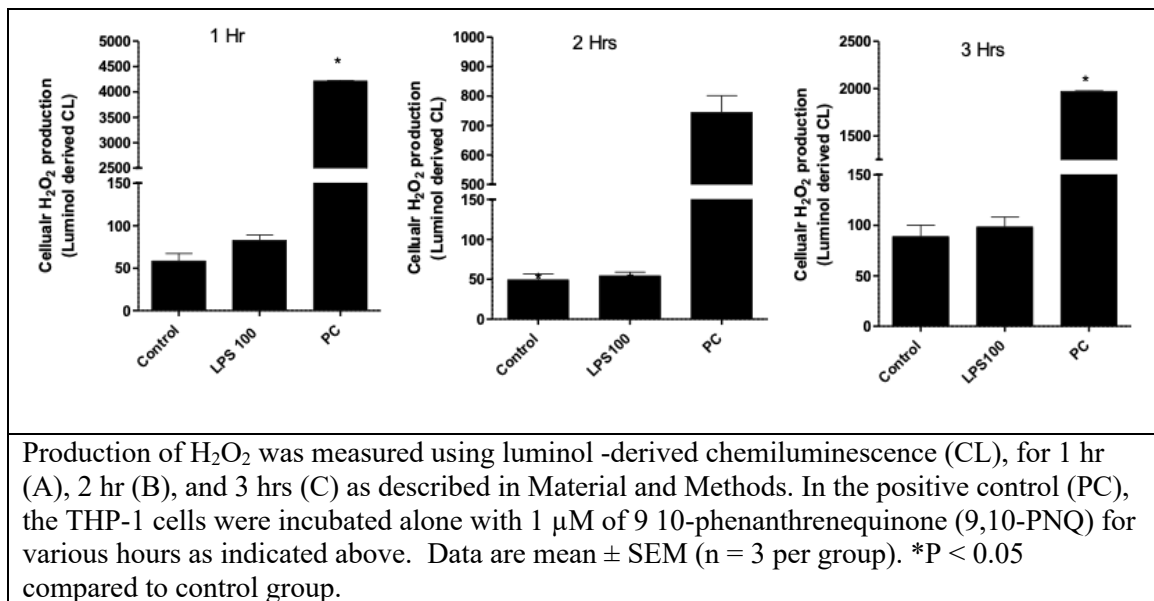 1 Hr
Cellualr H₂O₂ production
(Luminol derived CL)
5000
4500
4000
3500
3000
2500
150
100
50
0
*
Control
LPS 100
PC
2 Hrs
Cellualr H₂O₂ production
(Luminol derived CL)
1000
900
800
700
600
500
150
100
50
0
*
*
Control
LPS100
PC
3 Hrs
Cellualr H₂O₂ production
(Luminol derived CL)
2500
2000
1500
150
100
50
0
*
Control
LPS100
PC
Production of H₂O₂ was measured using luminol -derived chemiluminescence (CL), for 1 hr
(A), 2 hr (B), and 3 hrs (C) as described in Material and Methods. In the positive control (PC),
the THP-1 cells were incubated alone with 1 µM of 9 10-phenanthrenequinone (9,10-PNQ) for
various hours as indicated above.  Data are mean ± SEM (n = 3 per group). *P < 0.05
compared to control group.